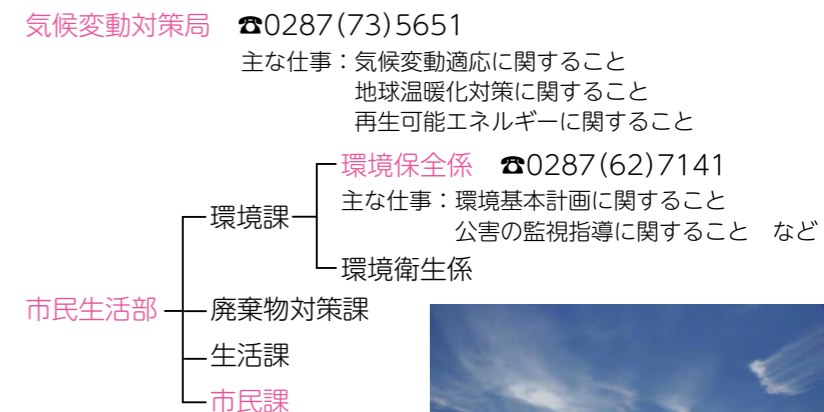 気候変動対策局 ☎0287(73)5651
主な仕事：気候変動適応に関すること
地球温暖化対策に関すること
再生可能エネルギーに関すること
環境保全係 ☎0287(62)7141
主な仕事：環境基本計画に関すること
環境課
公害の監視指導に関すること　など
環境衛生係
市民生活部
廃棄物対策課
生活課
市民課